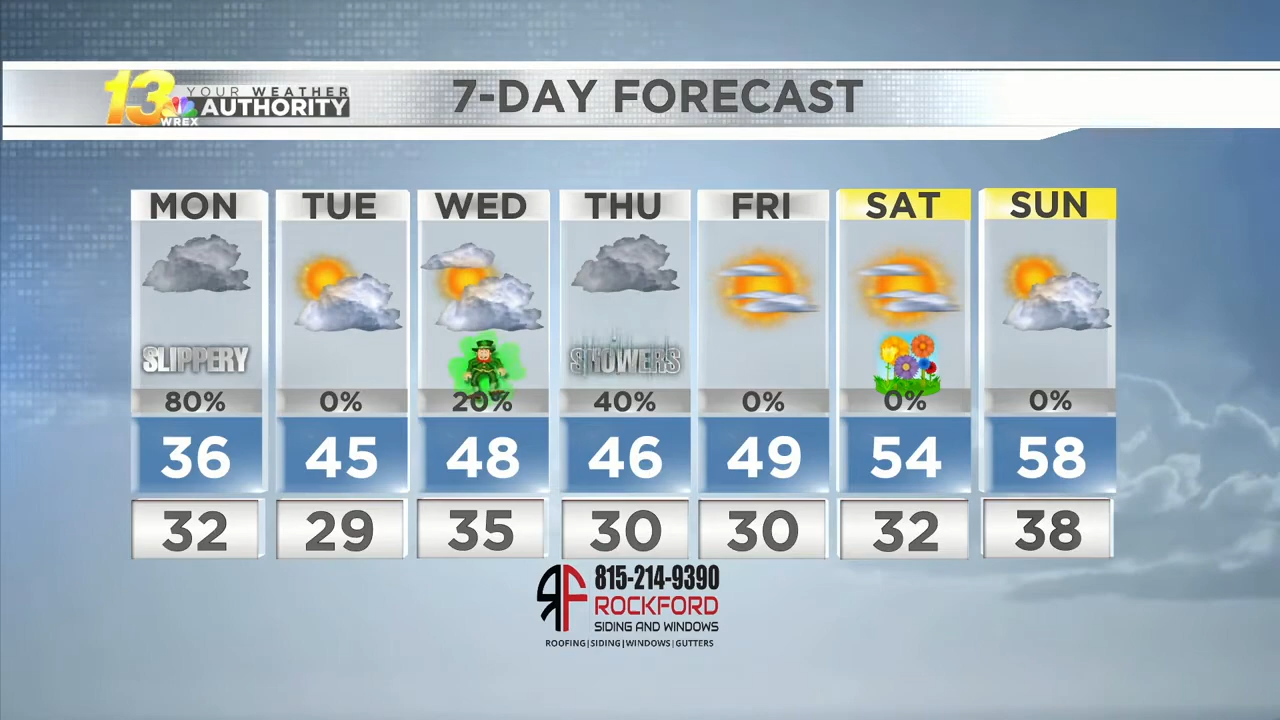 13 YOUR WEATHER
AUTHORITY
WREX
7-DAY FORECAST
MON TUE WED THU FRI SAT SUN
SLIPPERY SHOWERS
80% 0% 20% 40% 0% 0% 0%
36 45 48 46 49 54 58
32 29 35 30 30 32 38
RF 815-214-9390
ROCKFORD
SIDING AND WINDOWS
ROOFING|SIDING|WINDOWS|GUTTERS